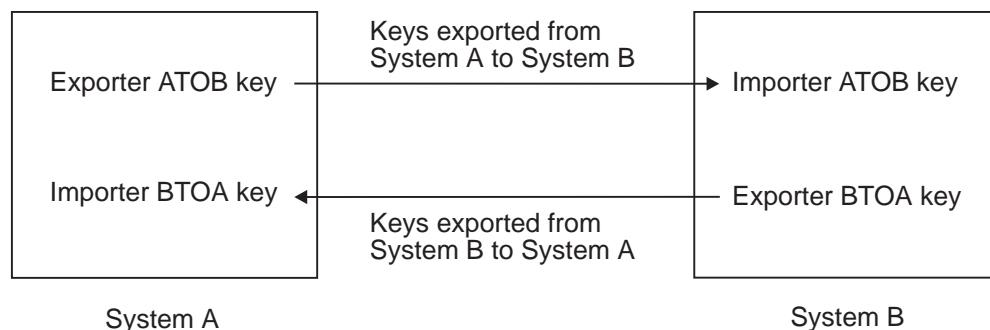 Keys exported from
System A to System B
Exporter ATOB key
Importer ATOB key
Importer BTOA key
Exporter BTOA key
Keys exported from
System B to System A
System A
System B